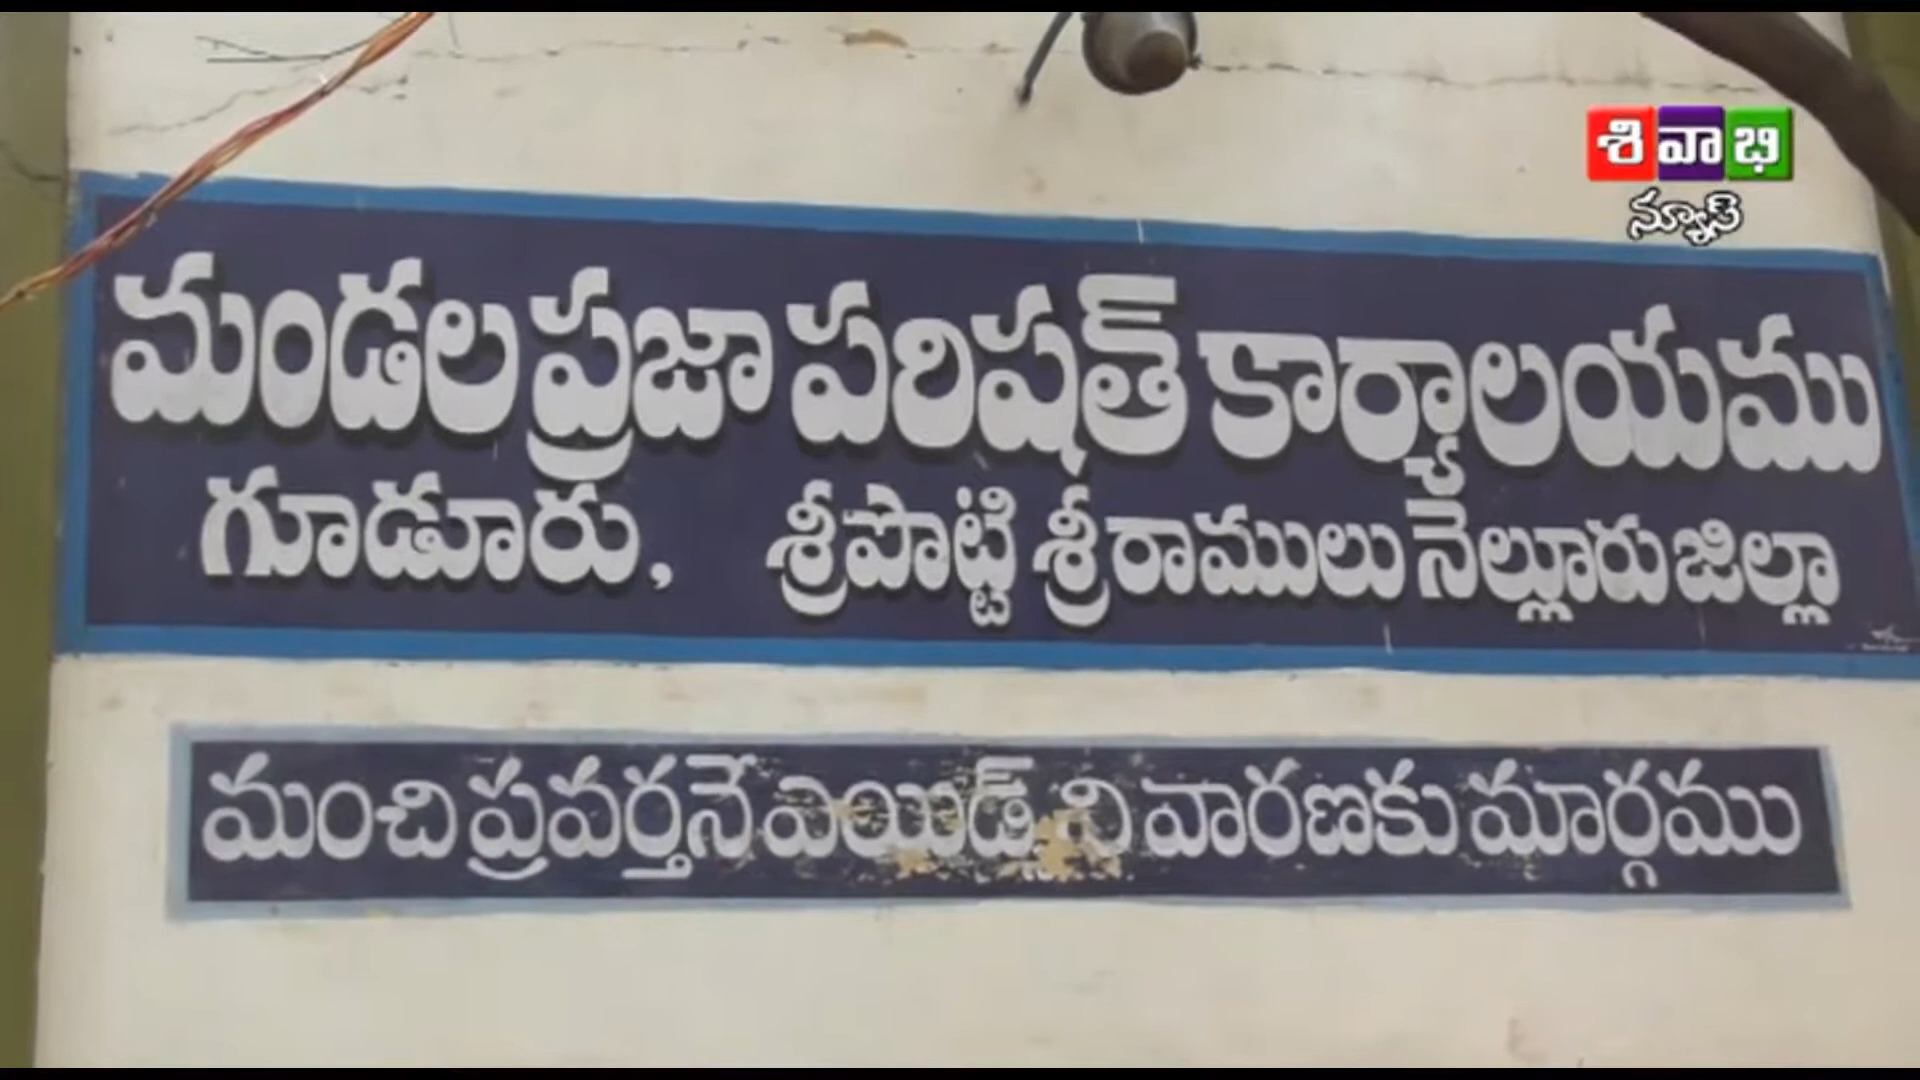 శివాభి
న్యూస్
మండల ప్రజా పరిషత్ కార్యాలయము
గూడూరు, శ్రీపొట్టి శ్రీరాములు నెల్లూరు జిల్లా
మంచి ప్రవర్తనే ఎయిడ్స్ నివారణకు మార్గము